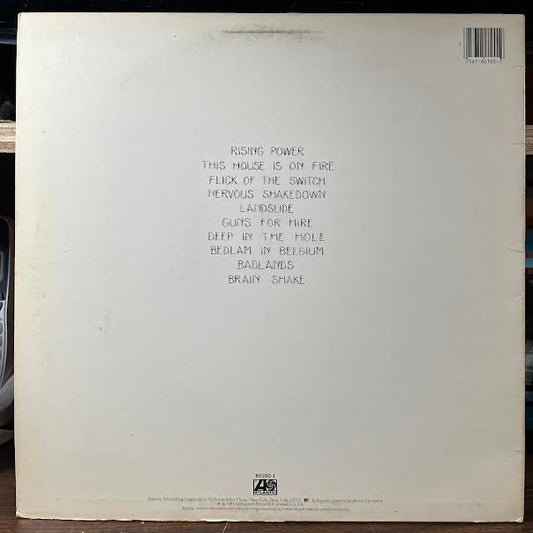 RISING POWER
THIS HOUSE IS ON FIRE
FLICK OF THE SWITCH
NERVOUS SHAKEDOWN
LANDSLIDE
GUNS FOR HIRE
DEEP IN THE HOLE
BEDLAM IN BELGIUM
BADLANDS
BRAIN SHAKE
80100-1
ATLANTIC